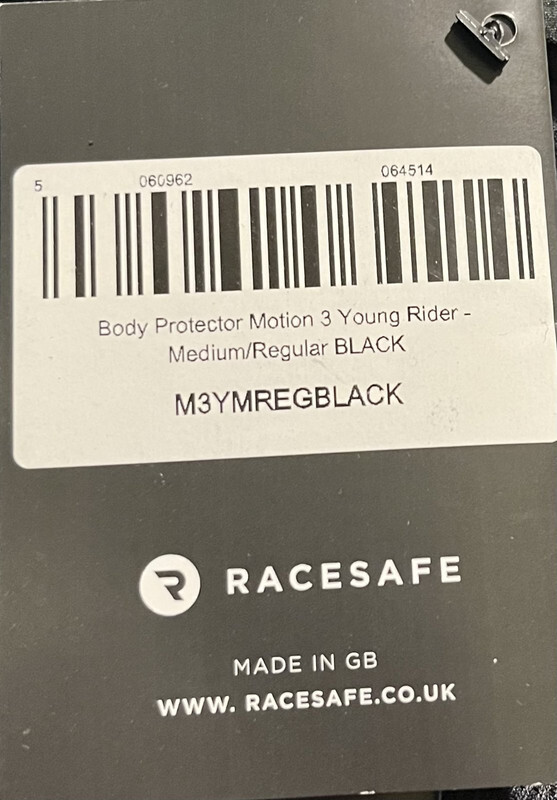 5 060962 064514
Body Protector Motion 3 Young Rider -
Medium/Regular BLACK
M3YMREGBLACK
RACESAFE
MADE IN GB
WWW. RACESAFE.CO.UK